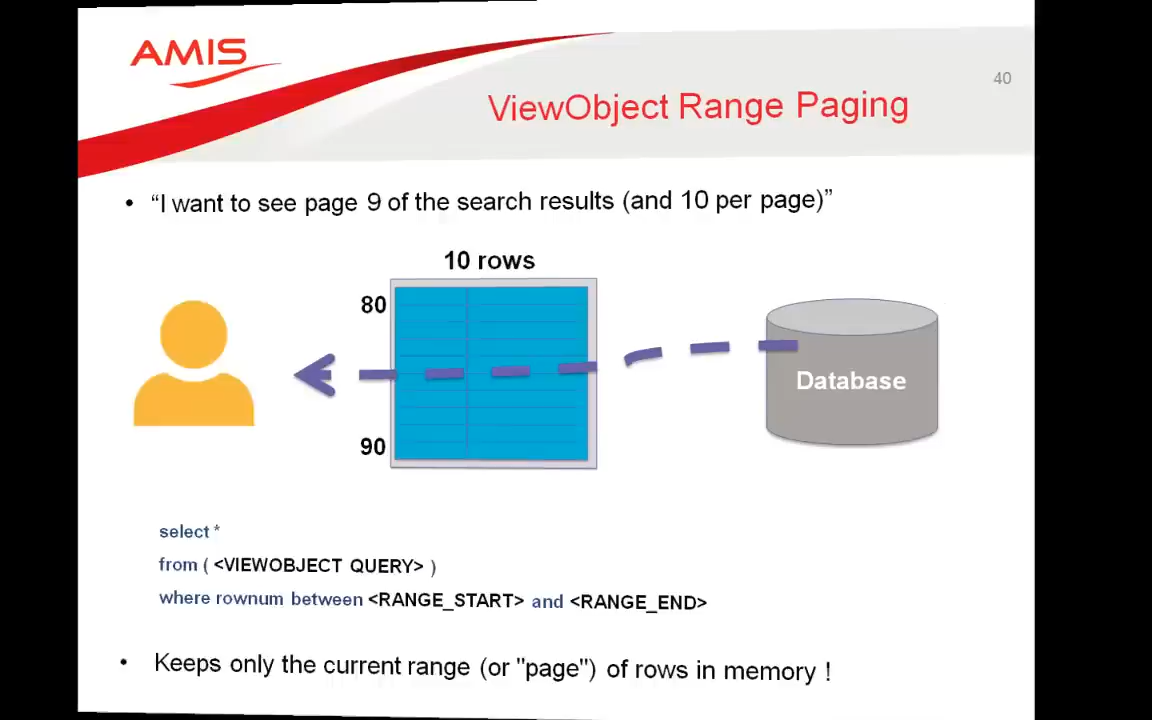 AMIS
40
ViewObject Range Paging
• “I want to see page 9 of the search results (and 10 per page)”
10 rows
80
Database
90
select *
from ( <VIEWOBJECT QUERY> )
where rownum between <RANGE_START> and <RANGE_END>
• Keeps only the current range (or "page") of rows in memory !